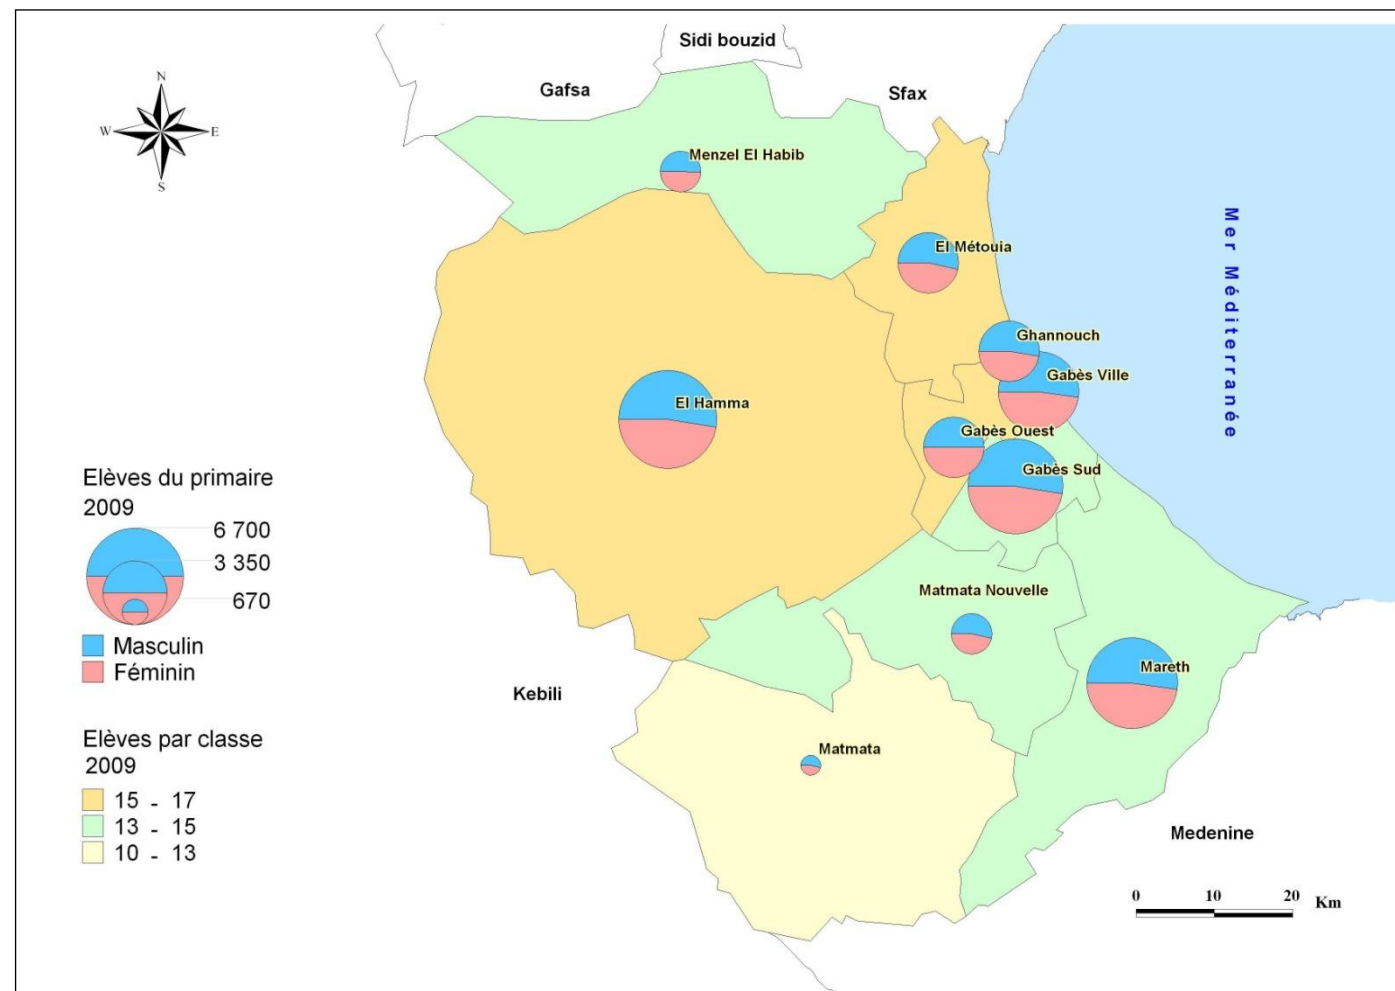 Sidi bouzid
Gafsa
Sfax
N
W
E
S
Menzel El Habib
El Métouia
Mer Méditerranée
Ghannouch
Gabès Ville
El Hamma
Gabès Ouest
Gabès Sud
Elèves du primaire
2009
6 700
3 350
670
Masculin
Féminin
Matmata Nouvelle
Mareth
Kebili
Matmata
Elèves par classe
2009
15 - 17
13 - 15
10 - 13
Medenine
0 10 20 Km